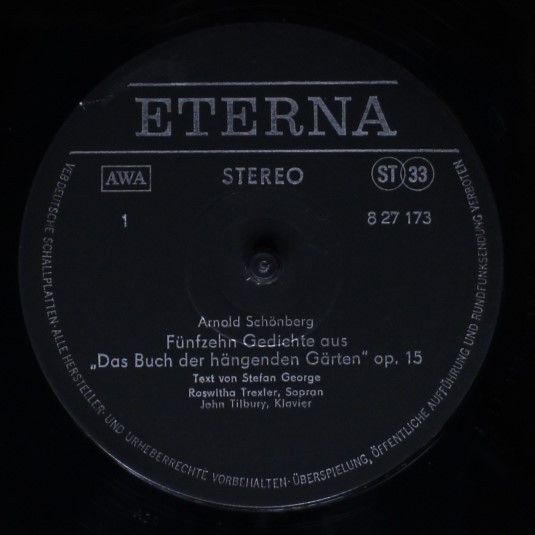 ETERNA
AWA
STEREO
ST 33
1
8 27 173
Arnold Schönberg
Fünfzehn Gedichte aus
„Das Buch der hängenden Gärten“ op. 15
Text von Stefan George
Roswitha Trexler, Sopran
John Tilbury, Klavier
VEB DEUTSCHE SCHALLPLATTEN · ALLE HERSTELLER- UND URHEBERRECHTE VORBEHALTEN · ÜBERSPIELUNG, ÖFFENTLICHE AUFFÜHRUNG UND RUNDFUNKSENDUNG VERBOTEN